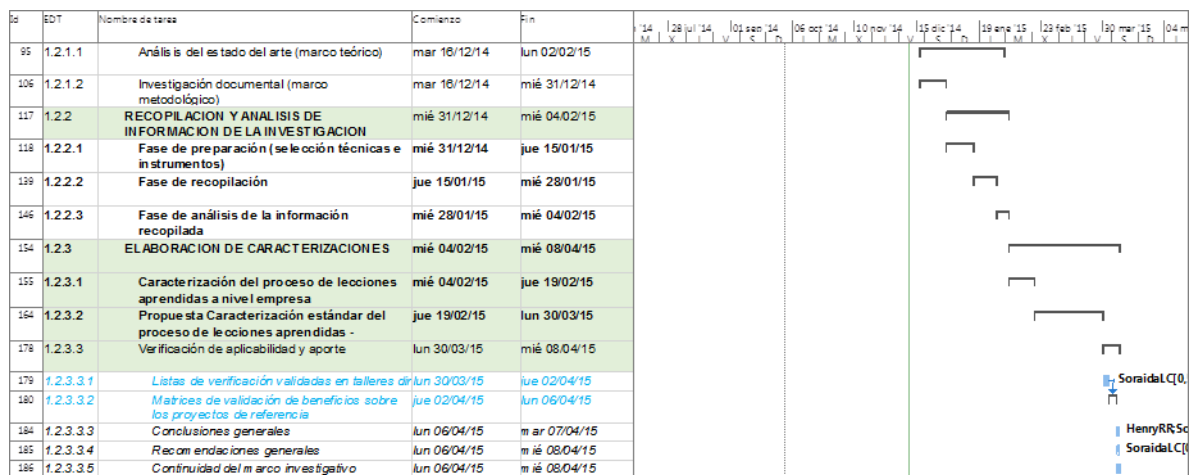 Id EDT Nombre de tarea Comienzo Fin
'14 28 jul '14 01 sep '14 06 oct '14 10 nov '14 15 dic '14 19 ene '15 23 feb '15 30 mar '15 04 m
M X J V S D L M X J V S D L M X J V S D L
95 1.2.1.1 Análisis del estado del arte (marco teórico) mar 16/12/14 lun 02/02/15
106 1.2.1.2 Investigación documental (marco mar 16/12/14 mié 31/12/14
metodológico)
117 1.2.2 RECOPILACION Y ANALISIS DE mié 31/12/14 mié 04/02/15
INFORMACION DE LA INVESTIGACION
118 1.2.2.1 Fase de preparación (selección técnicas e mié 31/12/14 jue 15/01/15
instrumentos)
139 1.2.2.2 Fase de recopilación jue 15/01/15 mié 28/01/15
146 1.2.2.3 Fase de análisis de la información mié 28/01/15 mié 04/02/15
recopilada
154 1.2.3 ELABORACION DE CARACTERIZACIONES mié 04/02/15 mié 08/04/15
155 1.2.3.1 Caracterización del proceso de lecciones mié 04/02/15 jue 19/02/15
aprendidas a nivel empresa
164 1.2.3.2 Propuesta Caracterización estándar del jue 19/02/15 lun 30/03/15
proceso de lecciones aprendidas -
178 1.2.3.3 Verificación de aplicabilidad y aporte lun 30/03/15 mié 08/04/15
179 1.2.3.3.1 Listas de verificación validadas en talleres dir lun 30/03/15 jue 02/04/15 SoraidaLC[0,
180 1.2.3.3.2 Matrices de validación de beneficios sobre jue 02/04/15 lun 06/04/15
los proyectos de referencia
184 1.2.3.3.3 Conclusiones generales lun 06/04/15 mar 07/04/15 HenryRR;So
185 1.2.3.3.4 Recomendaciones generales lun 06/04/15 mié 08/04/15 SoraidaLC[0
186 1.2.3.3.5 Continuidad del marco investigativo lun 06/04/15 mié 08/04/15